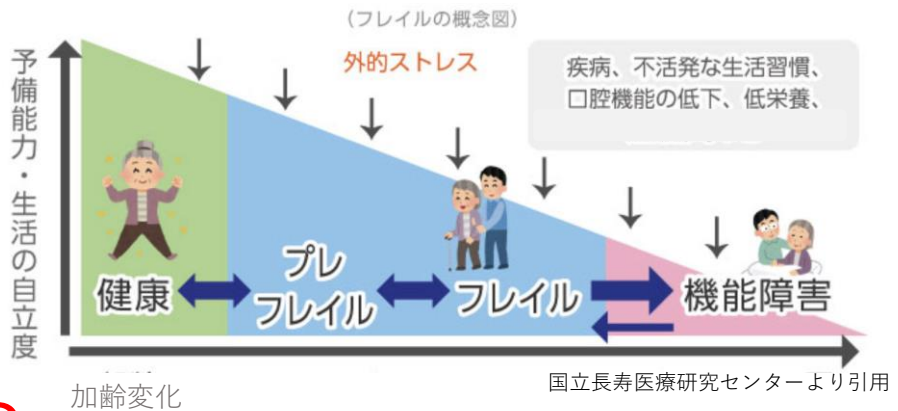 （フレイルの概念図）
予備能力・生活の自立度
外的ストレス
疾病、不活発な生活習慣、
口腔機能の低下、低栄養、
健康
プレ
フレイル
フレイル
機能障害
加齢変化
国立長寿医療研究センターより引用